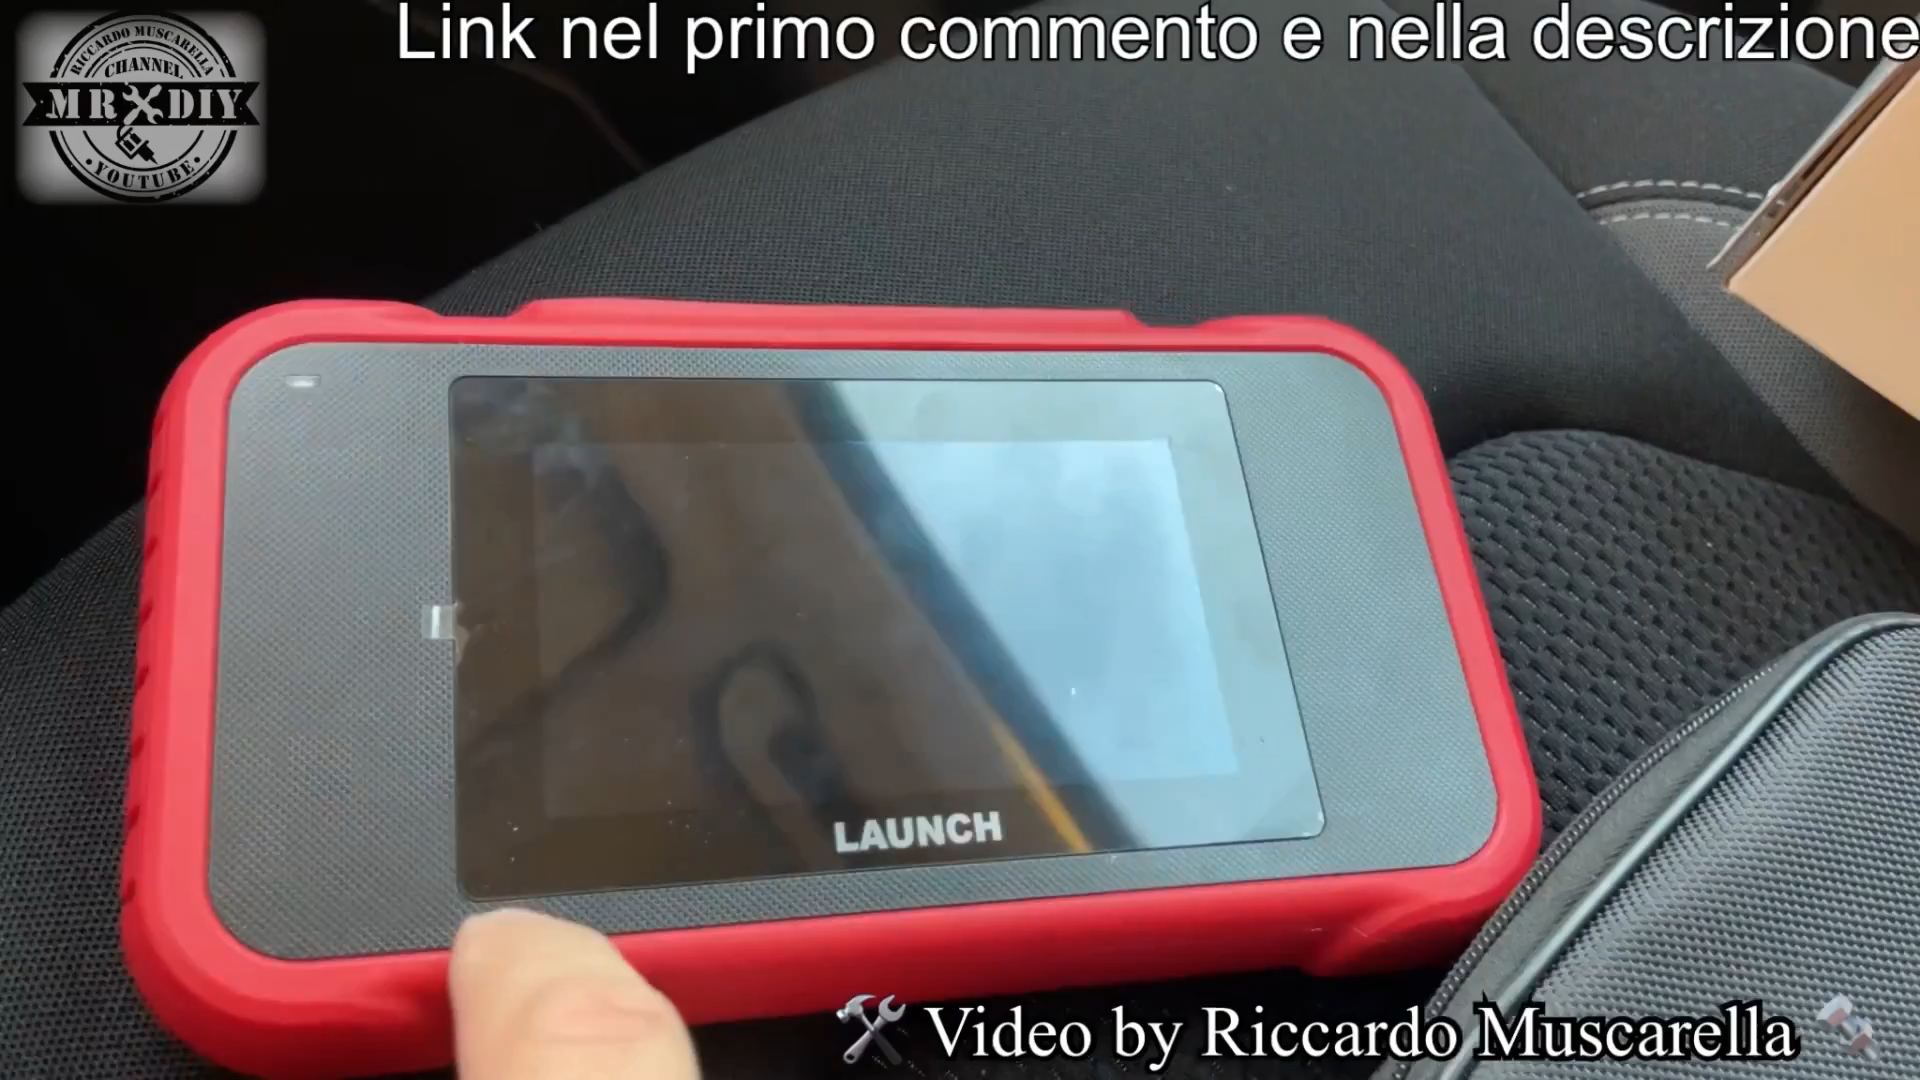 Link nel primo commento e nella descrizione
RICCARDO MUSCARELLA
CHANNEL
MR DIY
YOUTUBE
LAUNCH
Video by Riccardo Muscarella